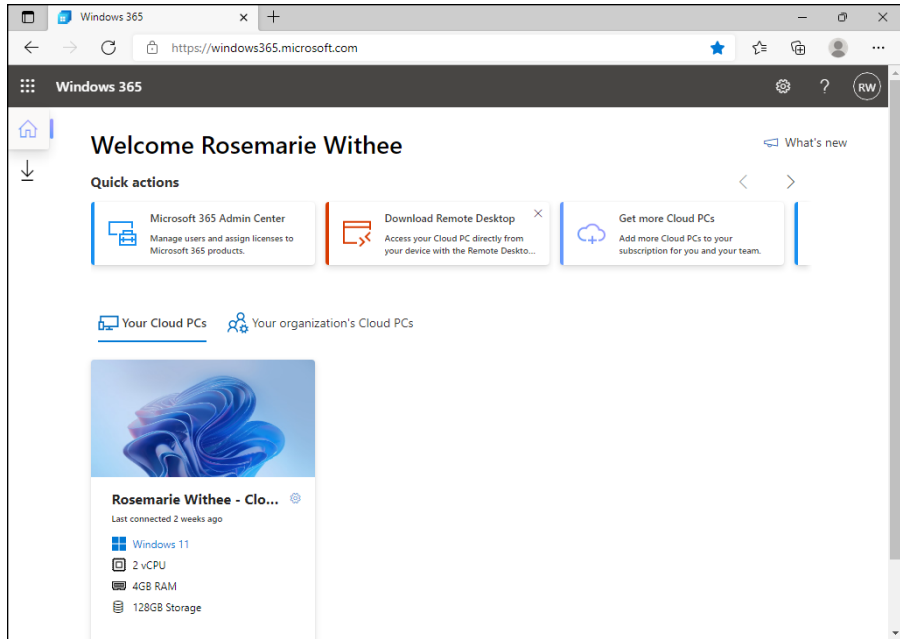 Windows 365
https://windows365.microsoft.com
Windows 365
? RW
Welcome Rosemarie Withee
What's new
Quick actions
Microsoft 365 Admin Center
Manage users and assign licenses to
Microsoft 365 products.
Download Remote Desktop
Access your Cloud PC directly from
your device with the Remote Deskto...
Get more Cloud PCs
Add more Cloud PCs to your
subscription for you and your team.
Your Cloud PCs
Your organization's Cloud PCs
Rosemarie Withee - Clo...
Last connected 2 weeks ago
Windows 11
2 vCPU
4GB RAM
128GB Storage